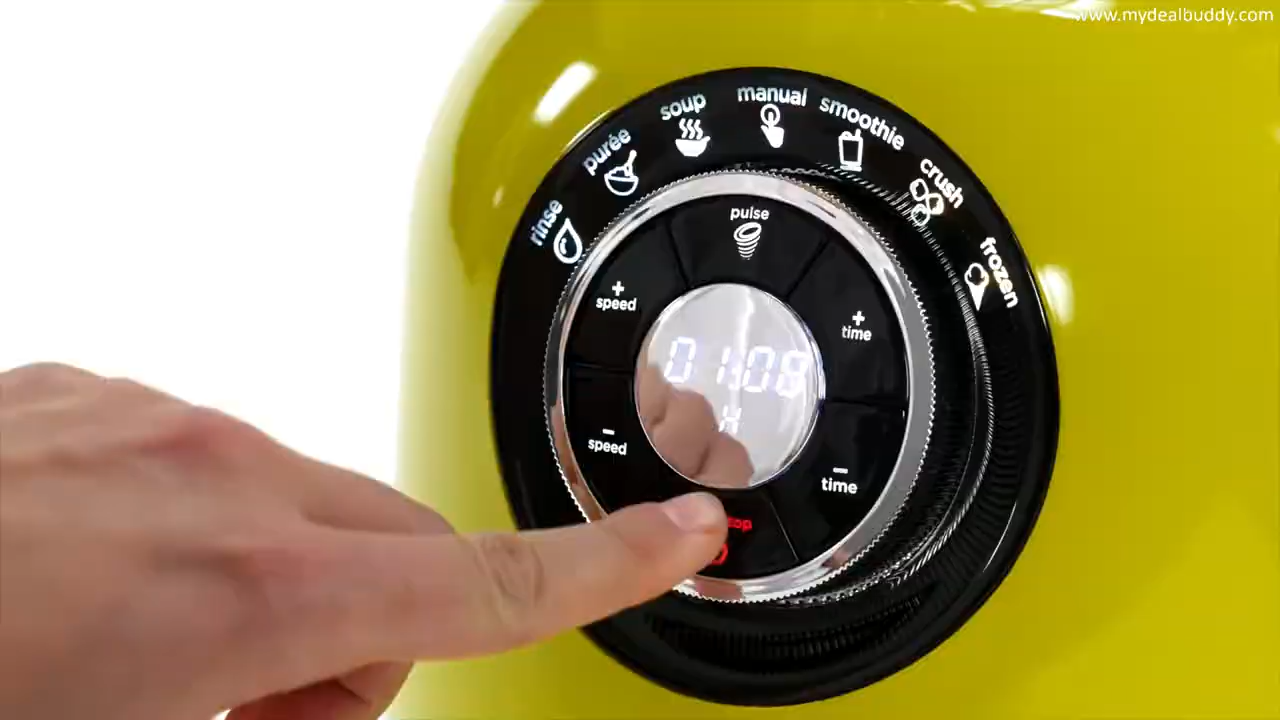 www.mydealbuddy.com
rinse
purée
soup
manual
smoothie
crush
frozen
pulse
+
speed
+
time
01:08
H
-
speed
-
time